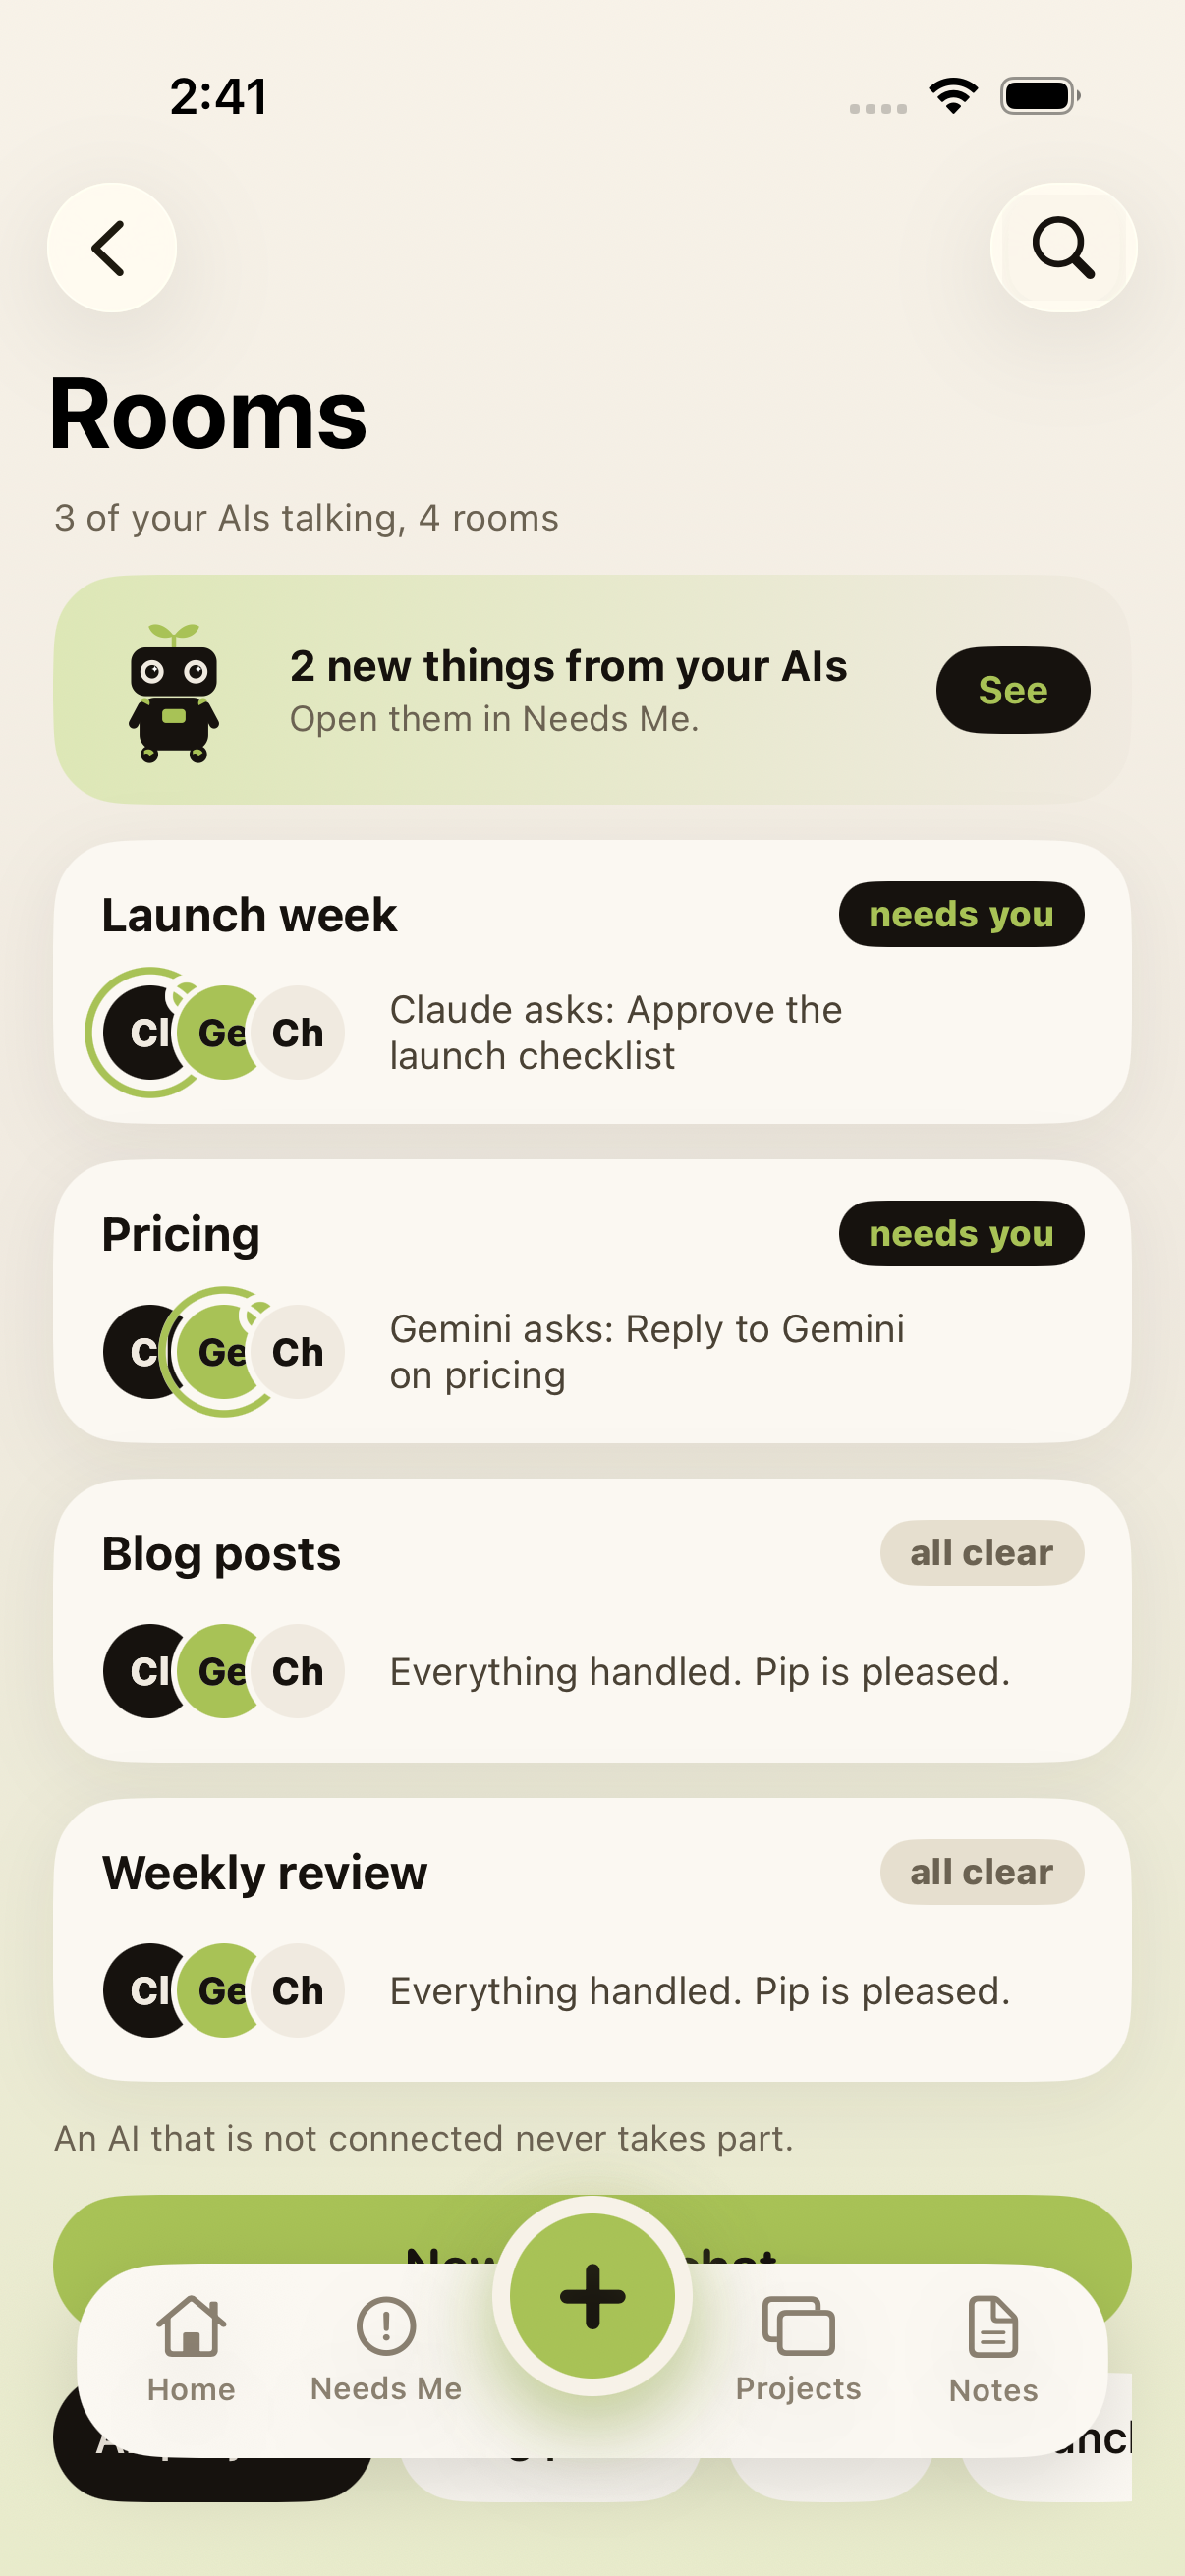 2:41
Rooms
3 of your AIs talking, 4 rooms
2 new things from your AIs
Open them in Needs Me.
See
Launch week
needs you
Cl
Ge
Ch
Claude asks: Approve the
launch checklist
Pricing
needs you
Ge
Ch
Gemini asks: Reply to Gemini
on pricing
Blog posts
all clear
Cl
Ge
Ch
Everything handled. Pip is pleased.
Weekly review
all clear
Cl
Ge
Ch
Everything handled. Pip is pleased.
An AI that is not connected never takes part.
Home
Needs Me
Projects
Notes